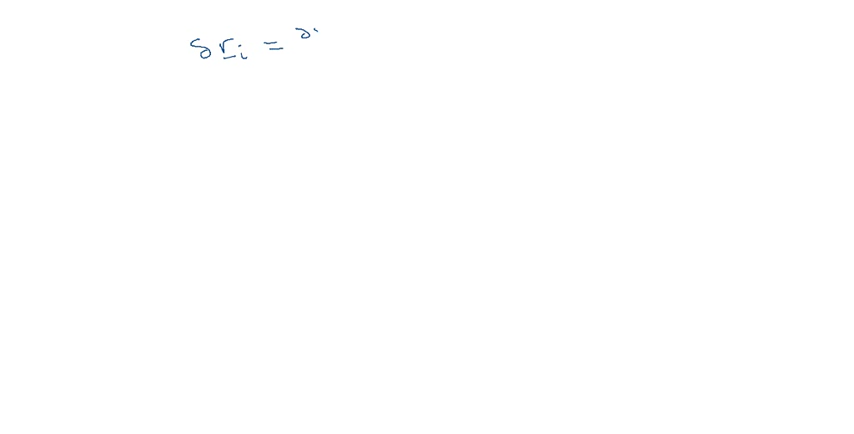 δr̲ᵢ = ∂